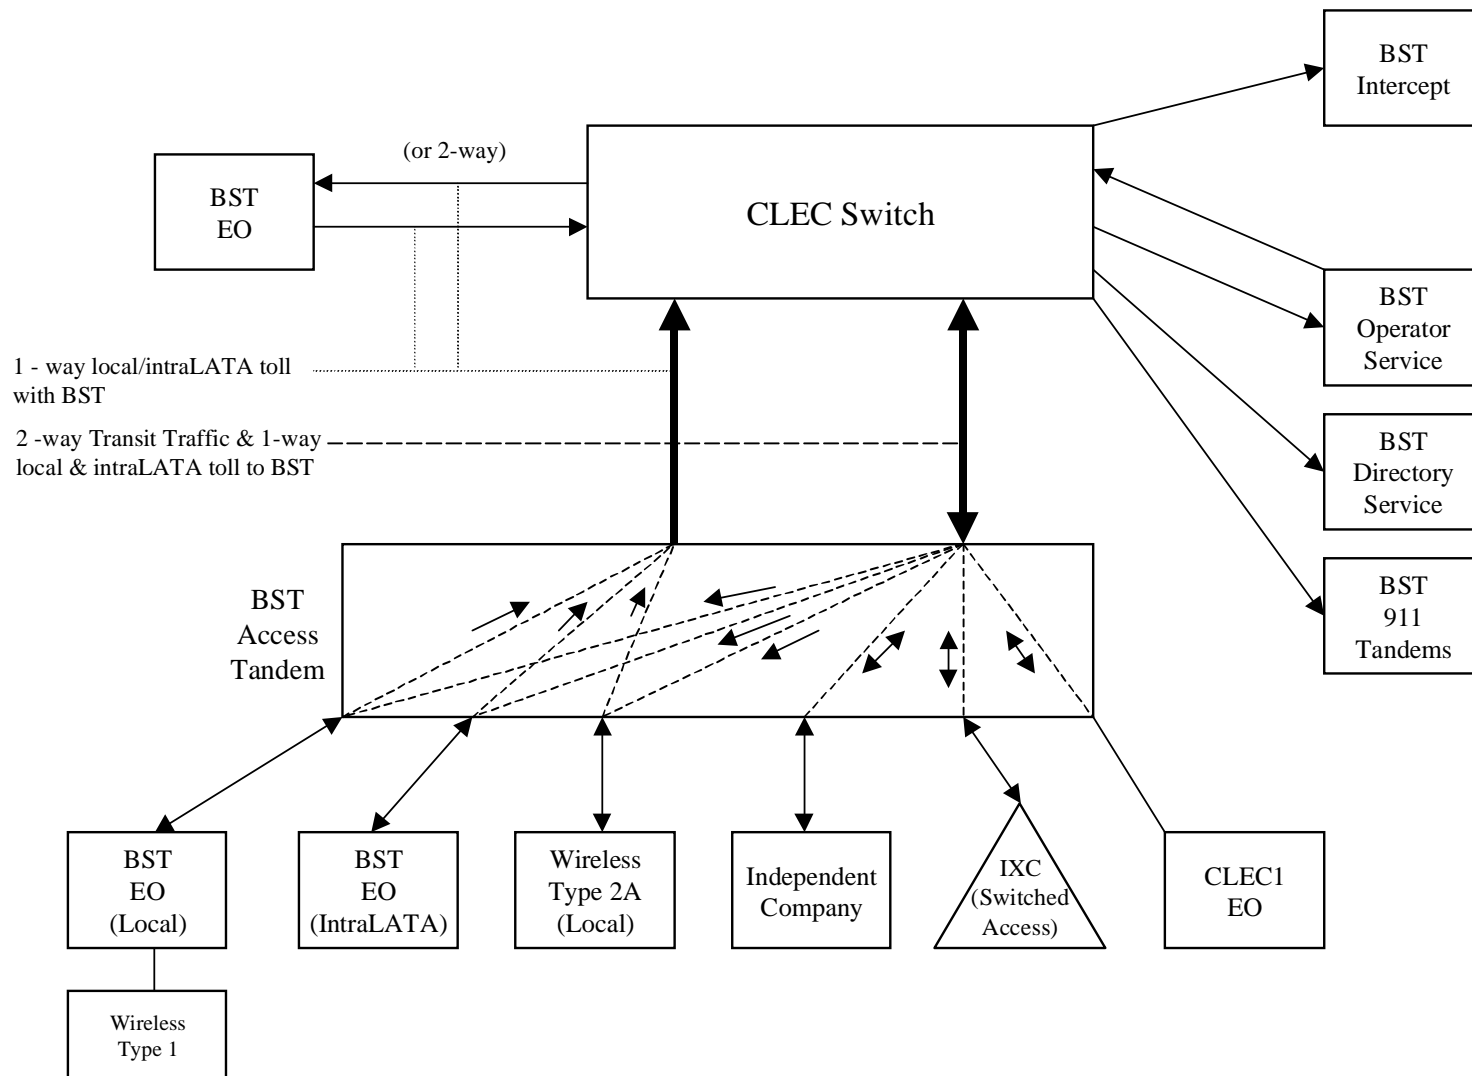 BST
Intercept
(or 2-way)
BST
EO
CLEC Switch
BST
Operator
Service
1 - way local/intraLATA toll
with BST
2 -way Transit Traffic & 1-way
local & intraLATA toll to BST
BST
Directory
Service
BST
911
Tandems
BST
Access
Tandem
BST
EO
(Local)
BST
EO
(IntraLATA)
Wireless
Type 2A
(Local)
Independent
Company
IXC
(Switched
Access)
CLEC1
EO
Wireless
Type 1